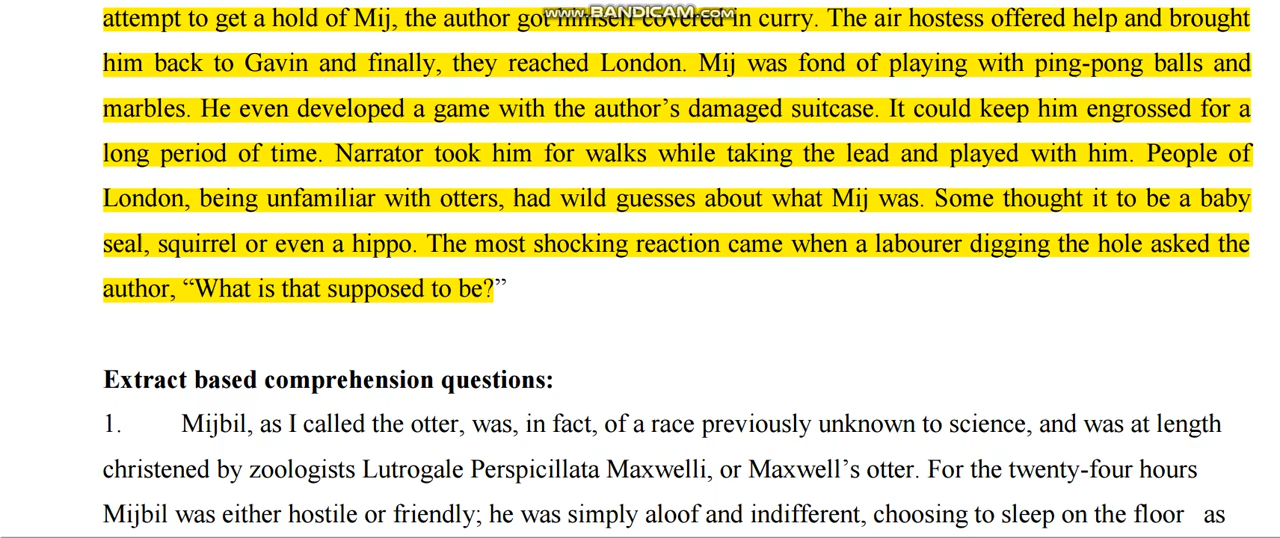 www.BANDICAM.com
attempt to get a hold of Mij, the author got himself covered in curry. The air hostess offered help and brought
him back to Gavin and finally, they reached London. Mij was fond of playing with ping-pong balls and
marbles. He even developed a game with the author’s damaged suitcase. It could keep him engrossed for a
long period of time. Narrator took him for walks while taking the lead and played with him. People of
London, being unfamiliar with otters, had wild guesses about what Mij was. Some thought it to be a baby
seal, squirrel or even a hippo. The most shocking reaction came when a labourer digging the hole asked the
author, “What is that supposed to be?”
Extract based comprehension questions:
1. Mijbil, as I called the otter, was, in fact, of a race previously unknown to science, and was at length
christened by zoologists Lutrogale Perspicillata Maxwelli, or Maxwell’s otter. For the twenty-four hours
Mijbil was either hostile or friendly; he was simply aloof and indifferent, choosing to sleep on the floor as